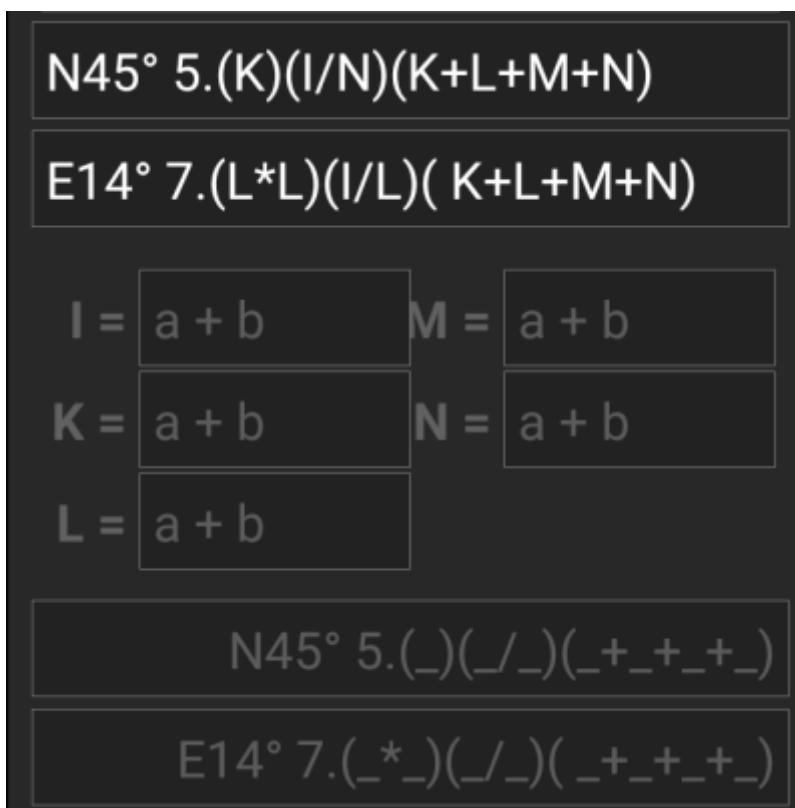 N45° 5.(K)(I/N)(K+L+M+N)
E14° 7.(L*L)(I/L)( K+L+M+N)
I = a + b M = a + b
K = a + b N = a + b
L = a + b
N45° 5.(_)(_/_)(_+_+_+_)
E14° 7.(_*_)(_/_)( _+_+_+_)